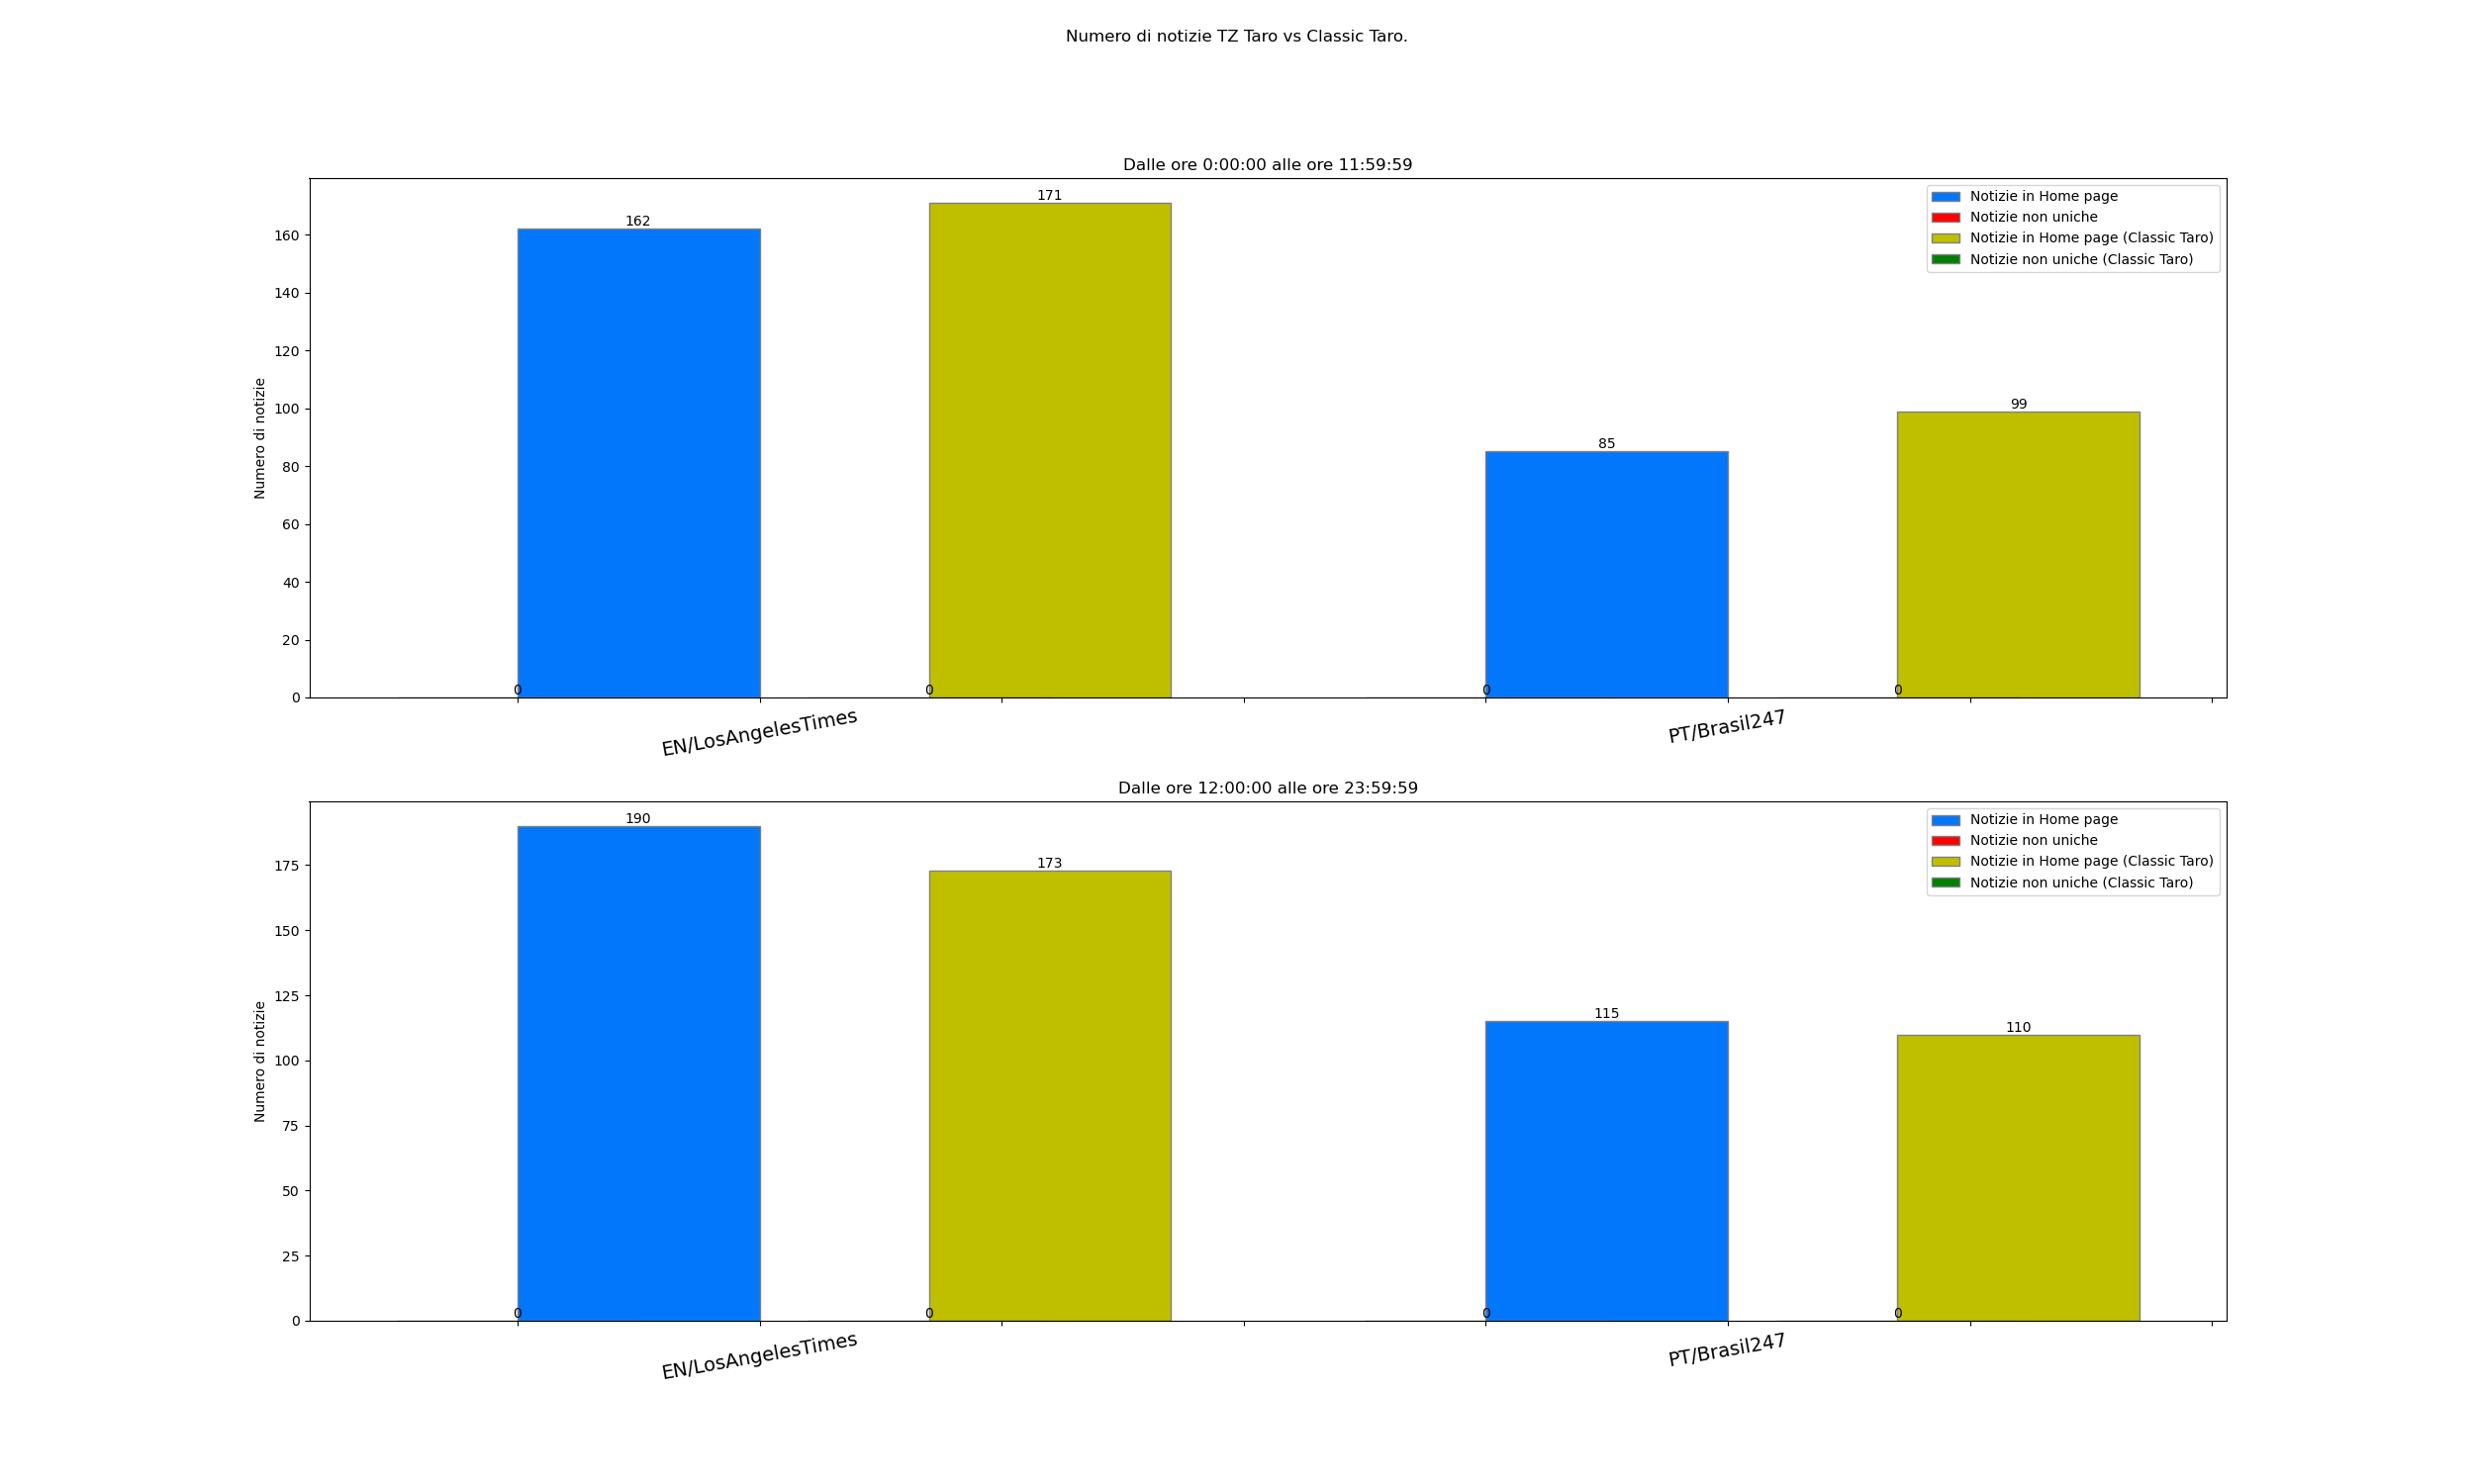 Numero di notizie TZ Taro vs Classic Taro.
Dalle ore 0:00:00 alle ore 11:59:59
Numero di notizie
160
140
120
100
80
60
40
20
0
162
171
85
99
0
0
0
0
Notizie in Home page
Notizie non uniche
Notizie in Home page (Classic Taro)
Notizie non uniche (Classic Taro)
EN/LosAngelesTimes
PT/Brasil247
Dalle ore 12:00:00 alle ore 23:59:59
Numero di notizie
175
150
125
100
75
50
25
0
190
173
115
110
0
0
0
0
Notizie in Home page
Notizie non uniche
Notizie in Home page (Classic Taro)
Notizie non uniche (Classic Taro)
EN/LosAngelesTimes
PT/Brasil247